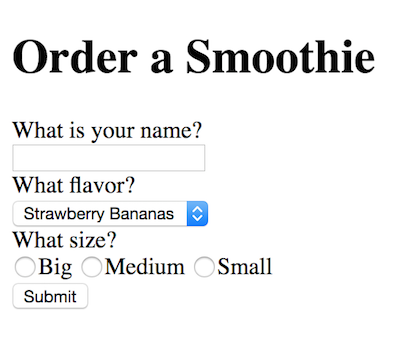 Order a Smoothie
What is your name?
What flavor?
Strawberry Bananas
What size?
Big Medium Small
Submit